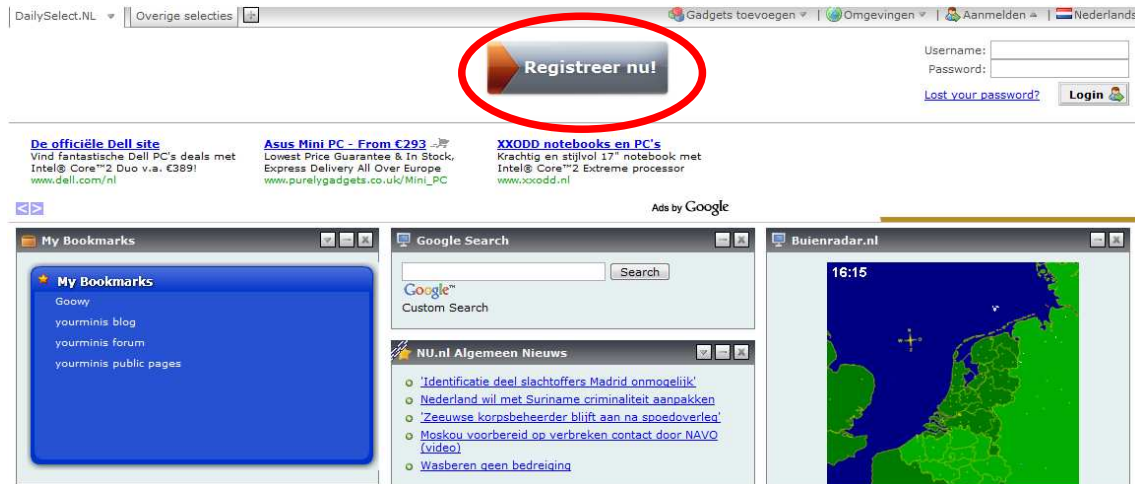 DailySelect.NL Overige selecties Gadgets toevoegen | Omgevingen | Aanmelden | Nederlands
Registreer nu!
Username:
Password:
Lost your password? Login
De officiële Dell site
Vind fantastische Dell PC's deals met
Intel® Core™2 Duo v.a. €389!
www.dell.com/nl
Asus Mini PC - From €293
Lowest Price Guarantee & In Stock,
Express Delivery All Over Europe
www.purelygadgets.co.uk/Mini_PC
XXODD notebooks en PC's
Krachtig en stijlvol 17" notebook met
Intel® Core™2 Extreme processor
www.xxodd.nl
Ads by Google
My Bookmarks
My Bookmarks
Goowy
yourminis blog
yourminis forum
yourminis public pages
Google Search
Search
Google™
Custom Search
NU.nl Algemeen Nieuws
'Identificatie deel slachtoffers Madrid onmogelijk'
Nederland wil met Suriname criminaliteit aanpakken
'Zeeuwse korpsbeheerder blijft aan na spoedoverleg'
Moskou voorbereid op verbreken contact door NAVO
(video)
Wasberen geen bedreiging
Buienradar.nl
16:15